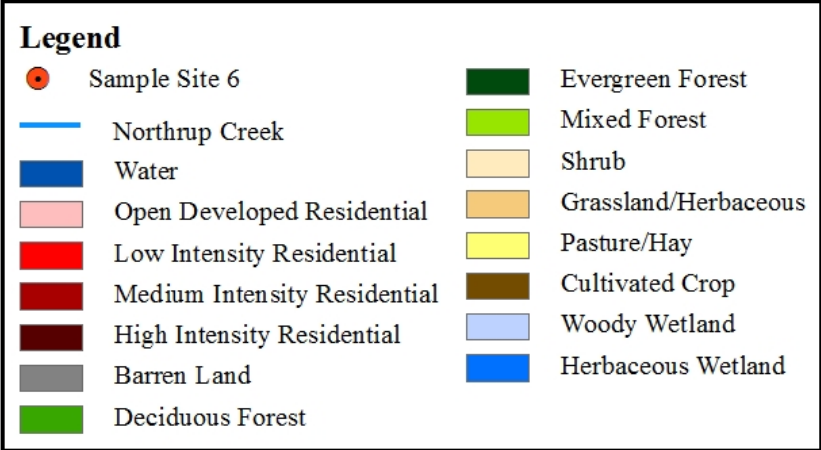 Legend
Sample Site 6
Northrup Creek
Water
Open Developed Residential
Low Intensity Residential
Medium Intensity Residential
High Intensity Residential
Barren Land
Deciduous Forest
Evergreen Forest
Mixed Forest
Shrub
Grassland/Herbaceous
Pasture/Hay
Cultivated Crop
Woody Wetland
Herbaceous Wetland